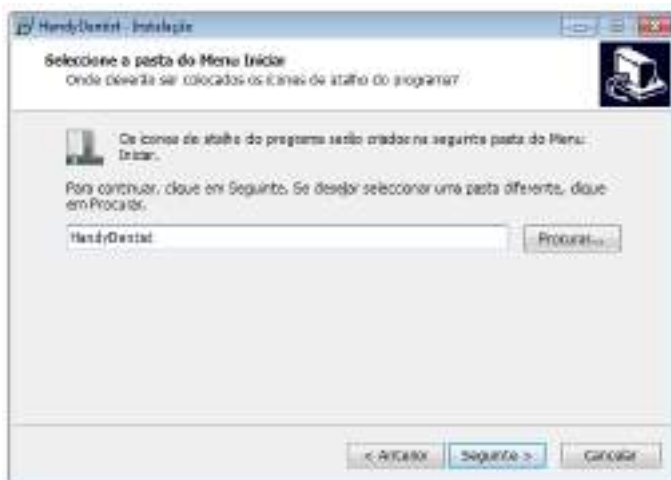 HandyDentist - Instalação
Seleccione a pasta do Menu Iniciar
Onde deverão ser colocados os ícones de atalho do programa?
Os ícones de atalho do programa serão criados na seguinte pasta do Menu
Iniciar.
Para continuar, clique em Seguinte. Se desejar seleccionar uma pasta diferente, clique
em Procurar.
HandyDentist
Procurar...
< Anterior
Seguinte >
Cancelar